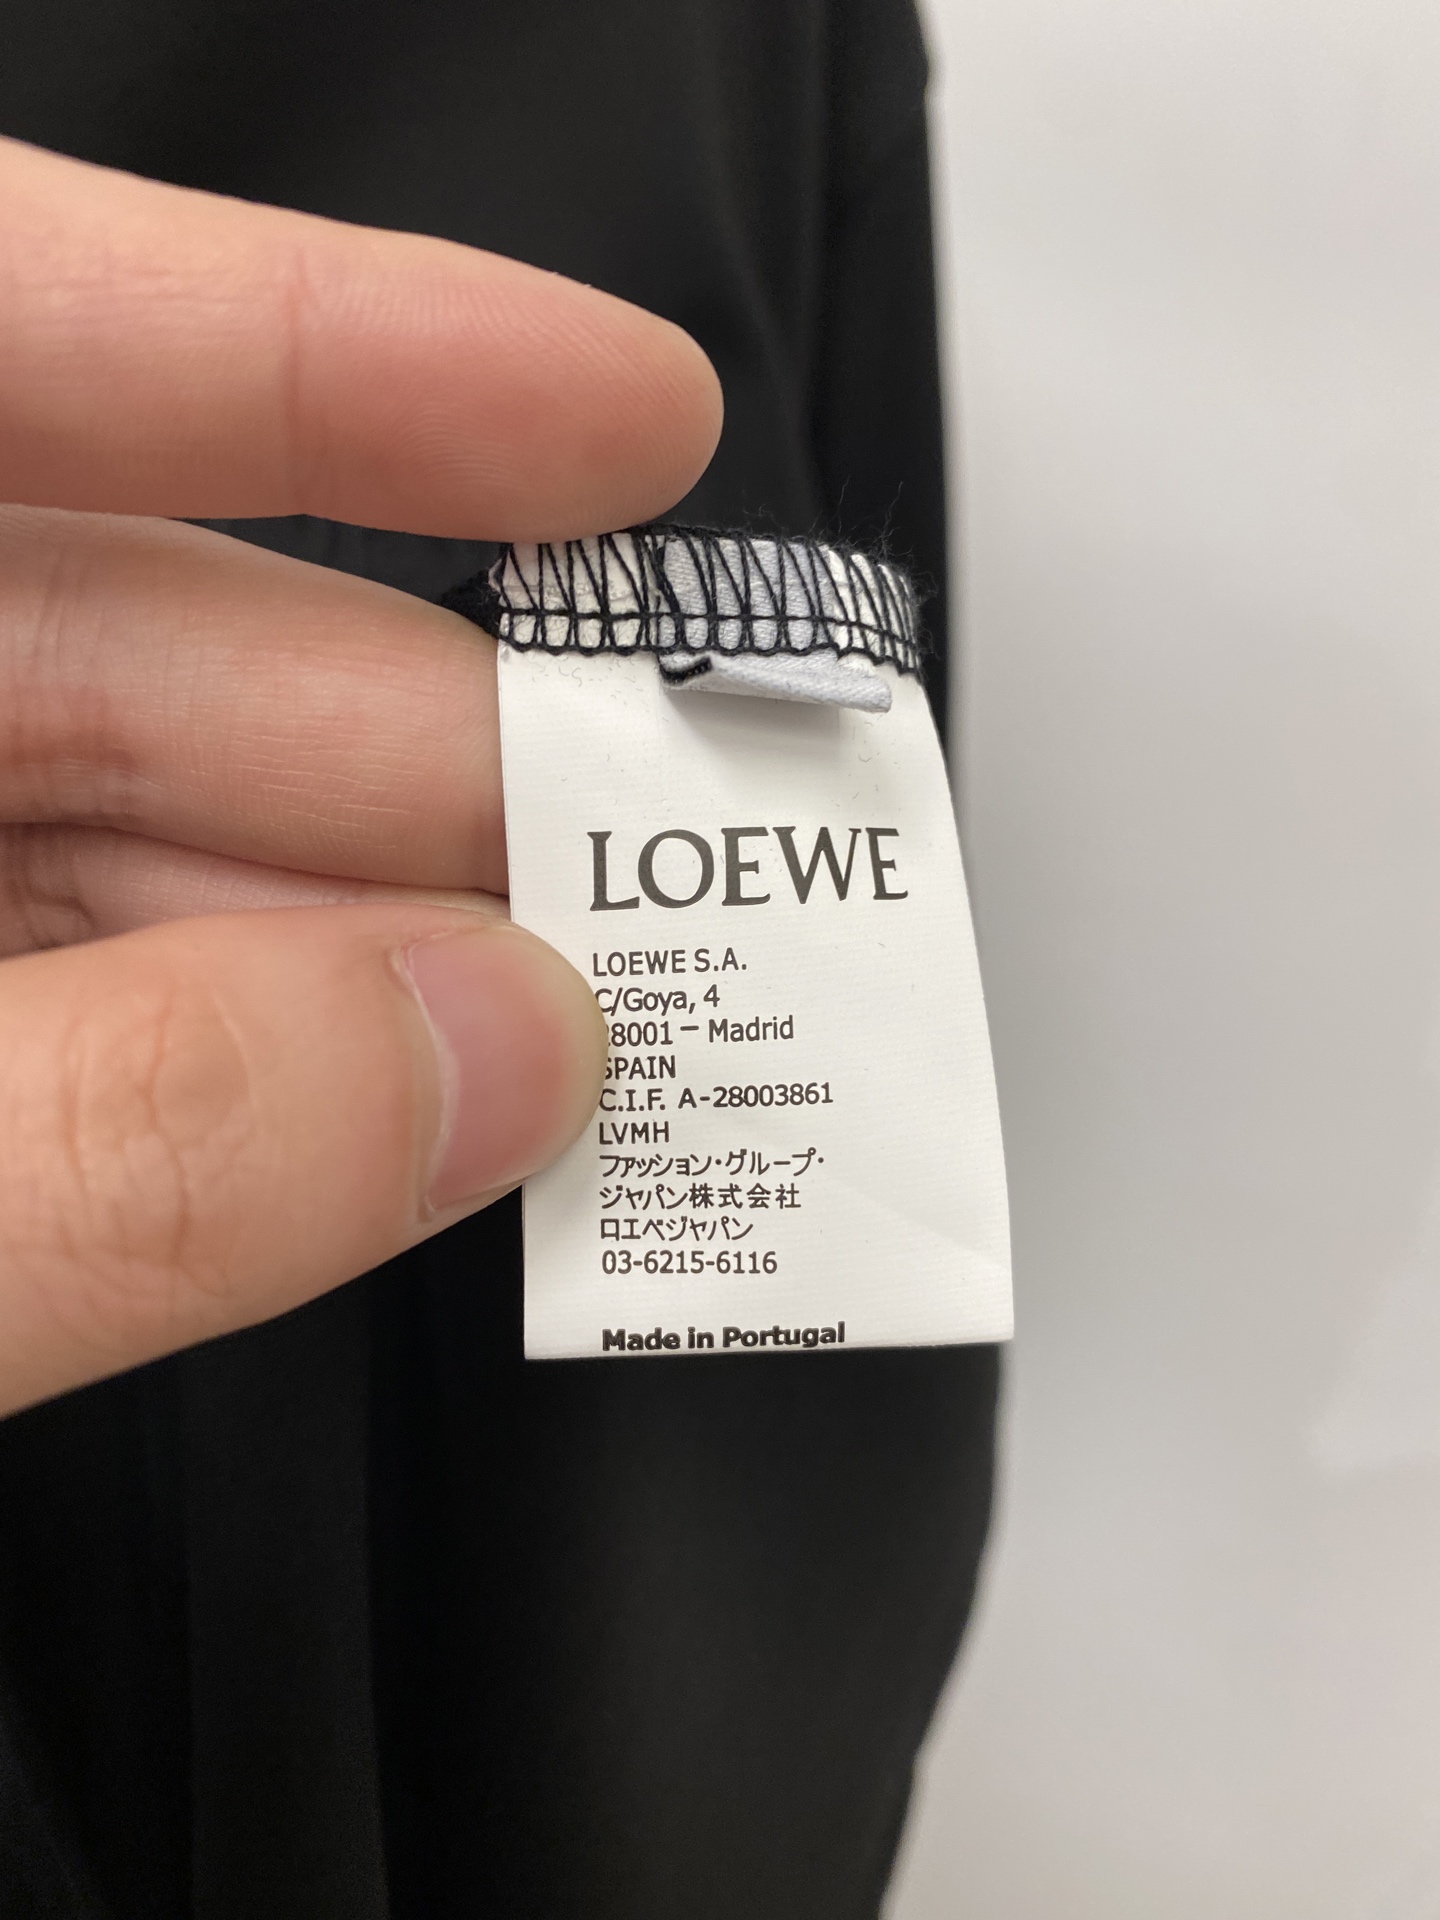 LOEWE
LOEWE S.A.
C/Goya, 4
28001 – Madrid
SPAIN
C.I.F. A-28003861
LVMH
ファッション・グループ・
ジャパン株式会社
ロエベジャパン
03-6215-6116
Made in Portugal